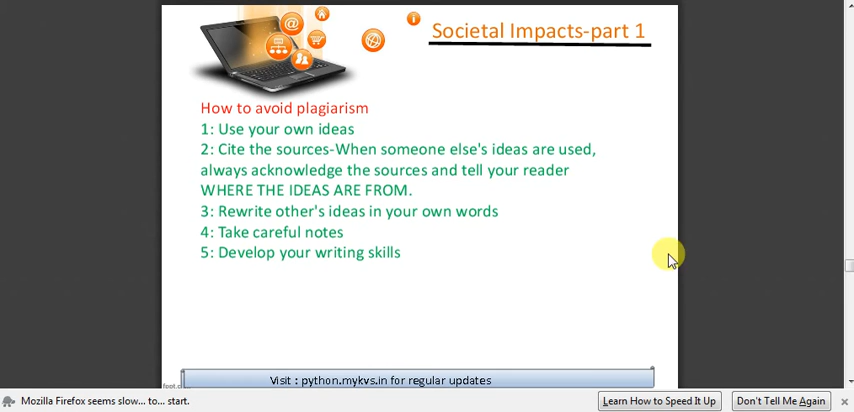 Societal Impacts-part 1
How to avoid plagiarism
1: Use your own ideas
2: Cite the sources-When someone else's ideas are used,
always acknowledge the sources and tell your reader
WHERE THE IDEAS ARE FROM.
3: Rewrite other's ideas in your own words
4: Take careful notes
5: Develop your writing skills
Visit : python.mykvs.in for regular updates
Mozilla Firefox seems slow... to... start.
Learn How to Speed It Up
Don't Tell Me Again